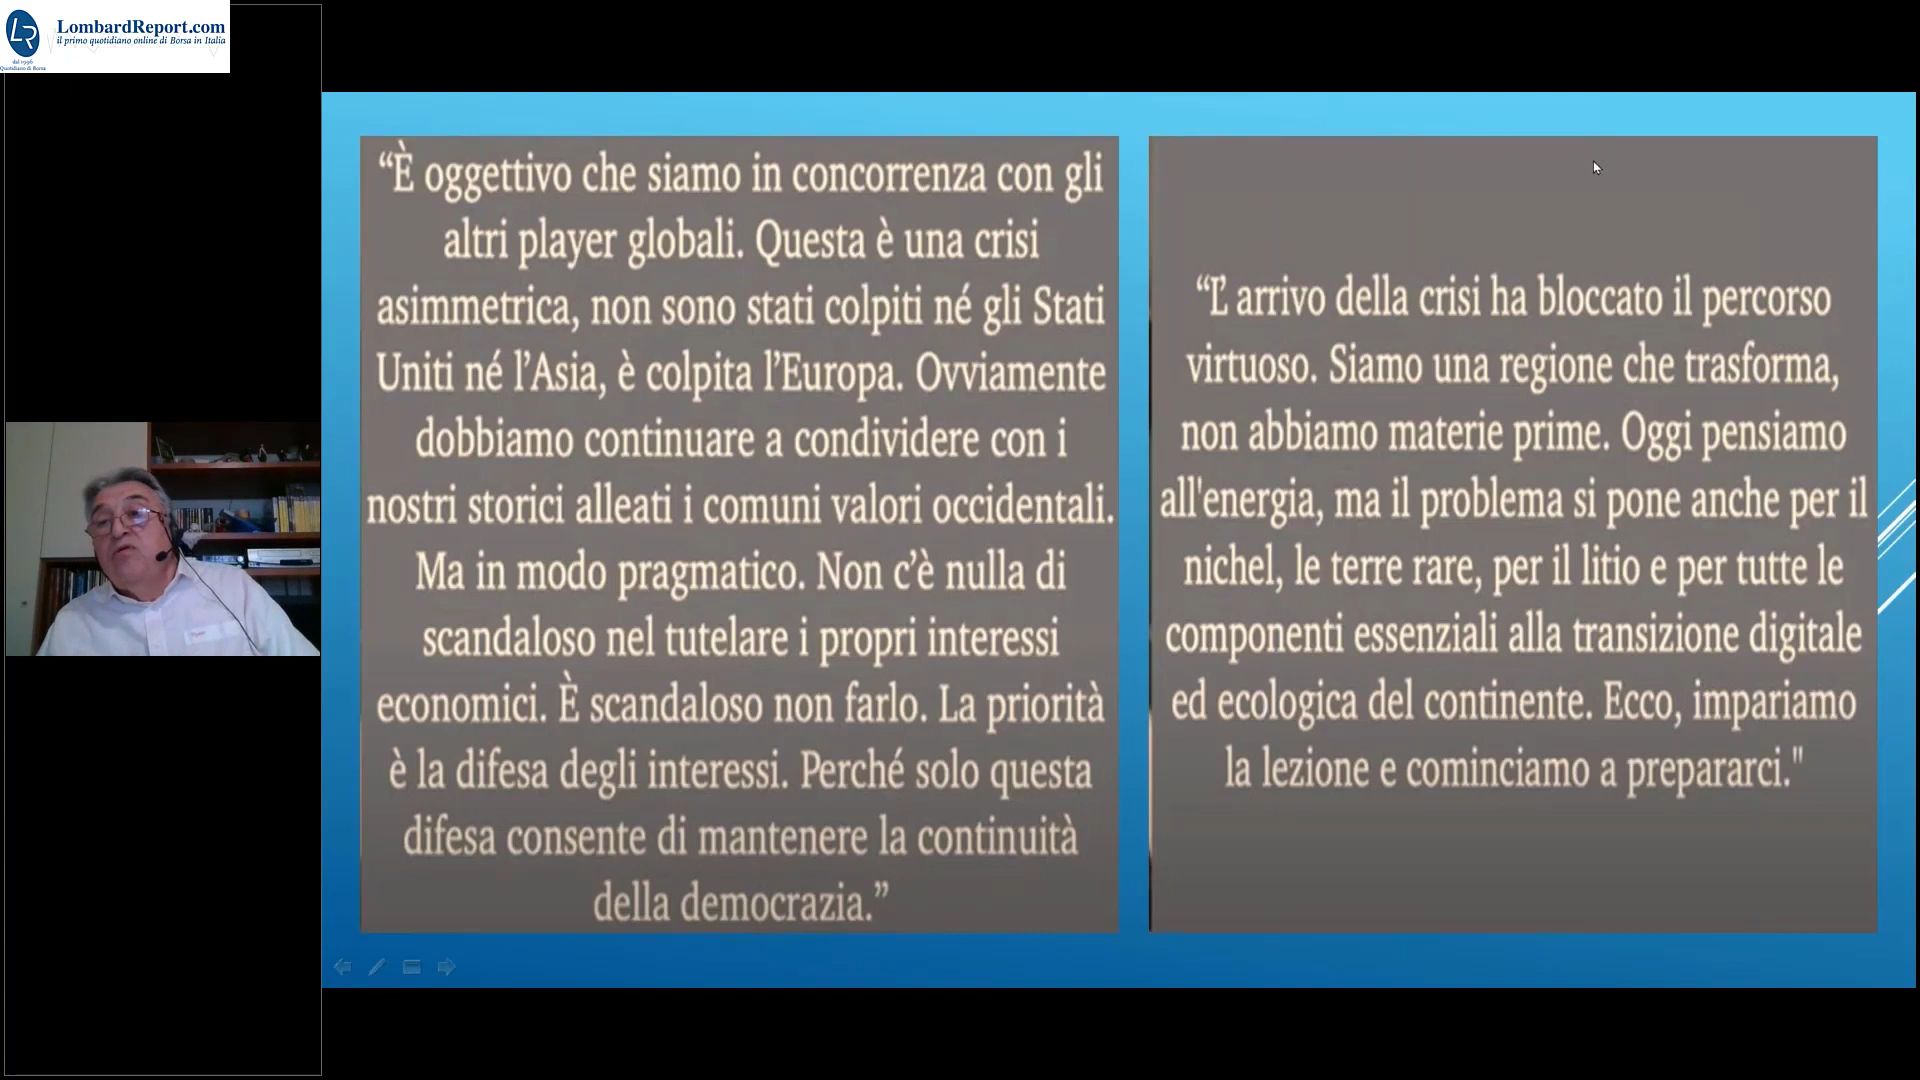 LombardReport.com
il primo quotidiano online di Borsa in Italia
dal 1996
Quotidiano di Borsa
“È oggettivo che siamo in concorrenza con gli
altri player globali. Questa è una crisi
asimmetrica, non sono stati colpiti né gli Stati
Uniti né l’Asia, è colpita l’Europa. Ovviamente
dobbiamo continuare a condividere con i
nostri storici alleati i comuni valori occidentali.
Ma in modo pragmatico. Non c’è nulla di
scandaloso nel tutelare i propri interessi
economici. È scandaloso non farlo. La priorità
è la difesa degli interessi. Perché solo questa
difesa consente di mantenere la continuità
della democrazia.”
“L’ arrivo della crisi ha bloccato il percorso
virtuoso. Siamo una regione che trasforma,
non abbiamo materie prime. Oggi pensiamo
all'energia, ma il problema si pone anche per il
nichel, le terre rare, per il litio e per tutte le
componenti essenziali alla transizione digitale
ed ecologica del continente. Ecco, impariamo
la lezione e cominciamo a prepararci."